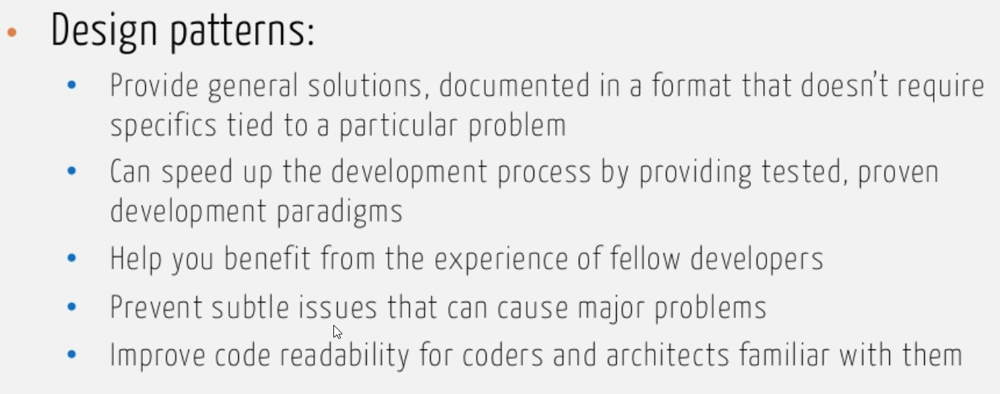 Design patterns:
Provide general solutions, documented in a format that doesn't require
specifics tied to a particular problem
Can speed up the development process by providing tested, proven
development paradigms
Help you benefit from the experience of fellow developers
Prevent subtle issues that can cause major problems
Improve code readability for coders and architects familiar with them